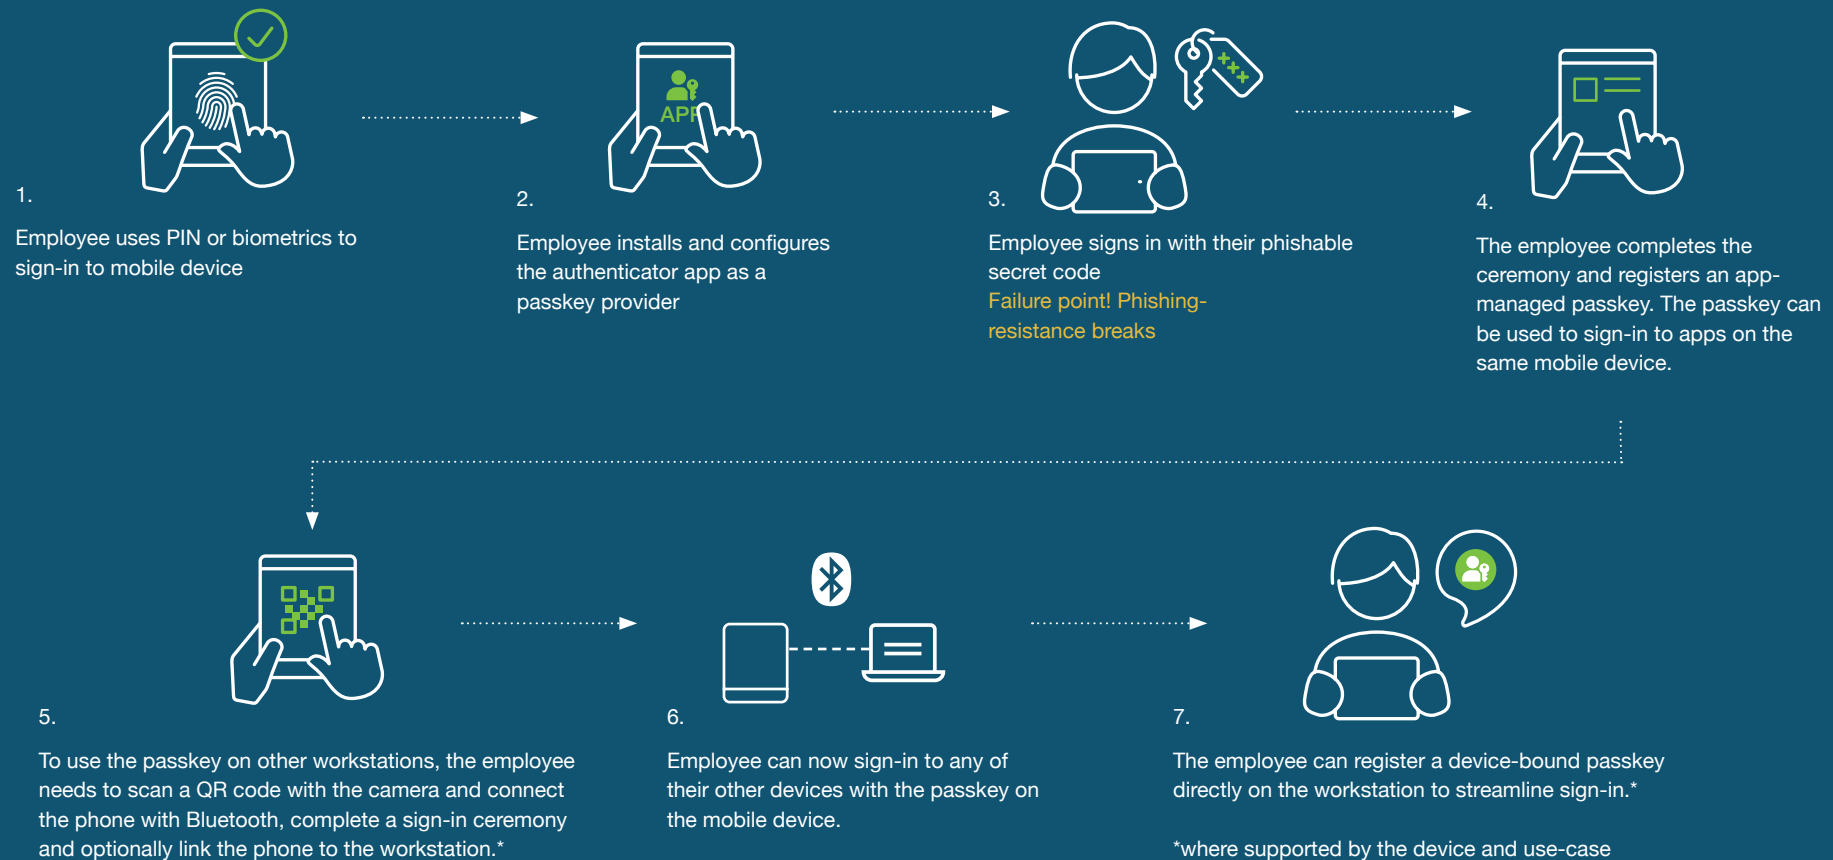 1.
Employee uses PIN or biometrics to
sign-in to mobile device
APP
2.
Employee installs and configures
the authenticator app as a
passkey provider
3.
Employee signs in with their phishable
secret code
Failure point! Phishing-
resistance breaks
4.
The employee completes the
ceremony and registers an app-
managed passkey. The passkey can
be used to sign-in to apps on the
same mobile device.
5.
To use the passkey on other workstations, the employee
needs to scan a QR code with the camera and connect
the phone with Bluetooth, complete a sign-in ceremony
and optionally link the phone to the workstation.*
6.
Employee can now sign-in to any of
their other devices with the passkey on
the mobile device.
7.
The employee can register a device-bound passkey
directly on the workstation to streamline sign-in.*
*where supported by the device and use-case